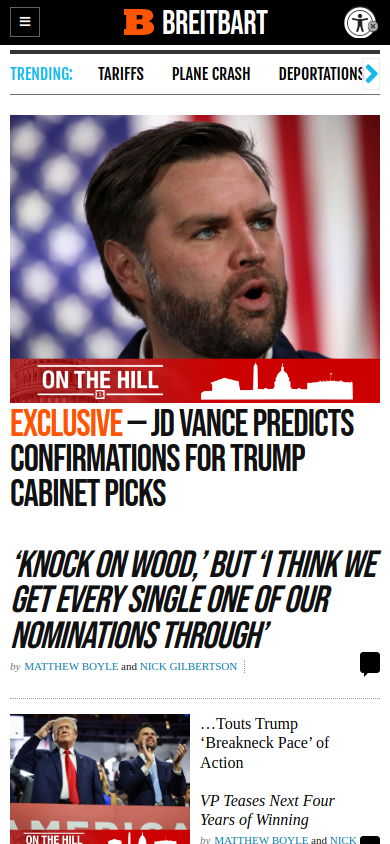 B BREITBART
TRENDING: TARIFFS PLANE CRASH DEPORTATIONS
ON THE HILL
B
EXCLUSIVE – JD VANCE PREDICTS
CONFIRMATIONS FOR TRUMP
CABINET PICKS
‘KNOCK ON WOOD,’ BUT ‘I THINK WE
GET EVERY SINGLE ONE OF OUR
NOMINATIONS THROUGH’
by MATTHEW BOYLE and NICK GILBERTSON
…Touts Trump
‘Breakneck Pace’ of
Action
VP Teases Next Four
Years of Winning
by MATTHEW BOYLE and NICK
AMERICA
ON THE HILL